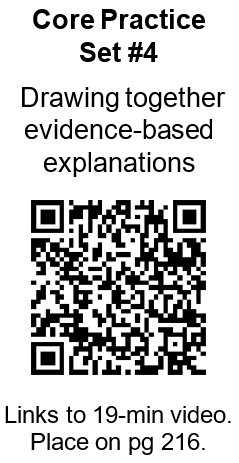 Core Practice
Set #4
Drawing together
evidence-based
explanations
Links to 19-min video.
Place on pg 216.